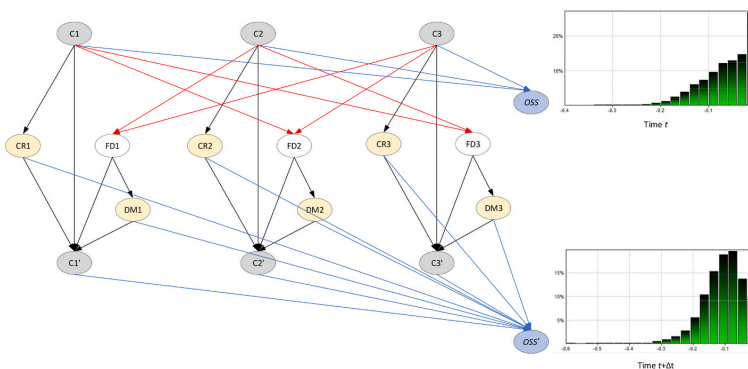 C1 C2 C3
OSS
CR1 FD1 CR2 FD2 CR3 FD3
DM1 DM2 DM3
C1' C2' C3'
OSS'
20%
10%
-0.4 -0.3 -0.2 -0.1
Time t
15%
10%
5%
-0.6 -0.5 -0.4 -0.3 -0.2 -0.1
Time t+Δt